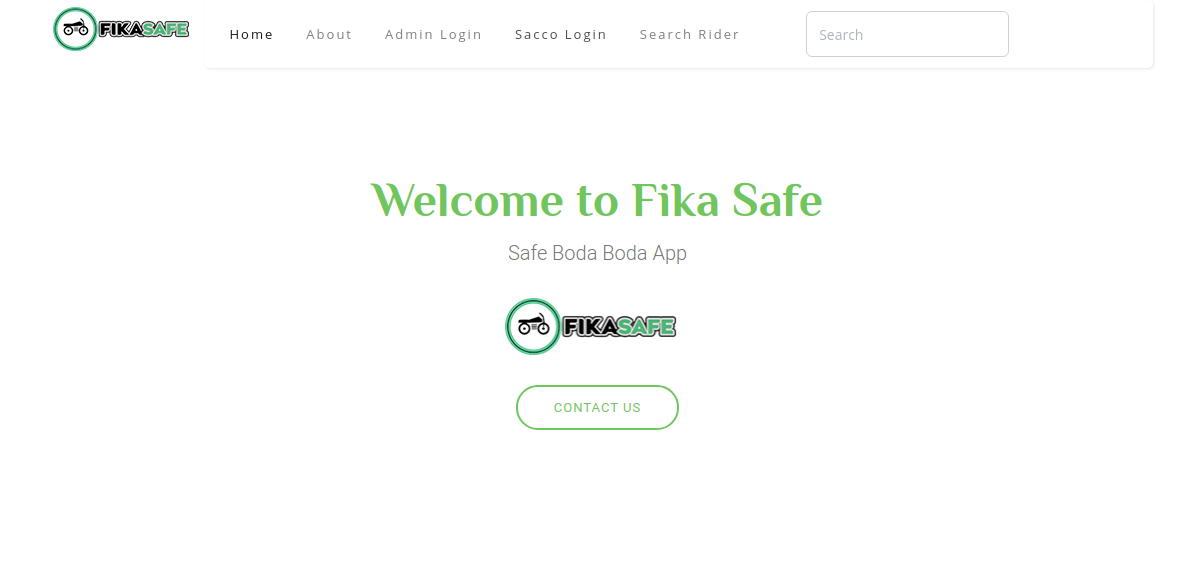 FIKASAFE
Home About Admin Login Sacco Login Search Rider Search
Welcome to Fika Safe
Safe Boda Boda App
FIKASAFE
CONTACT US